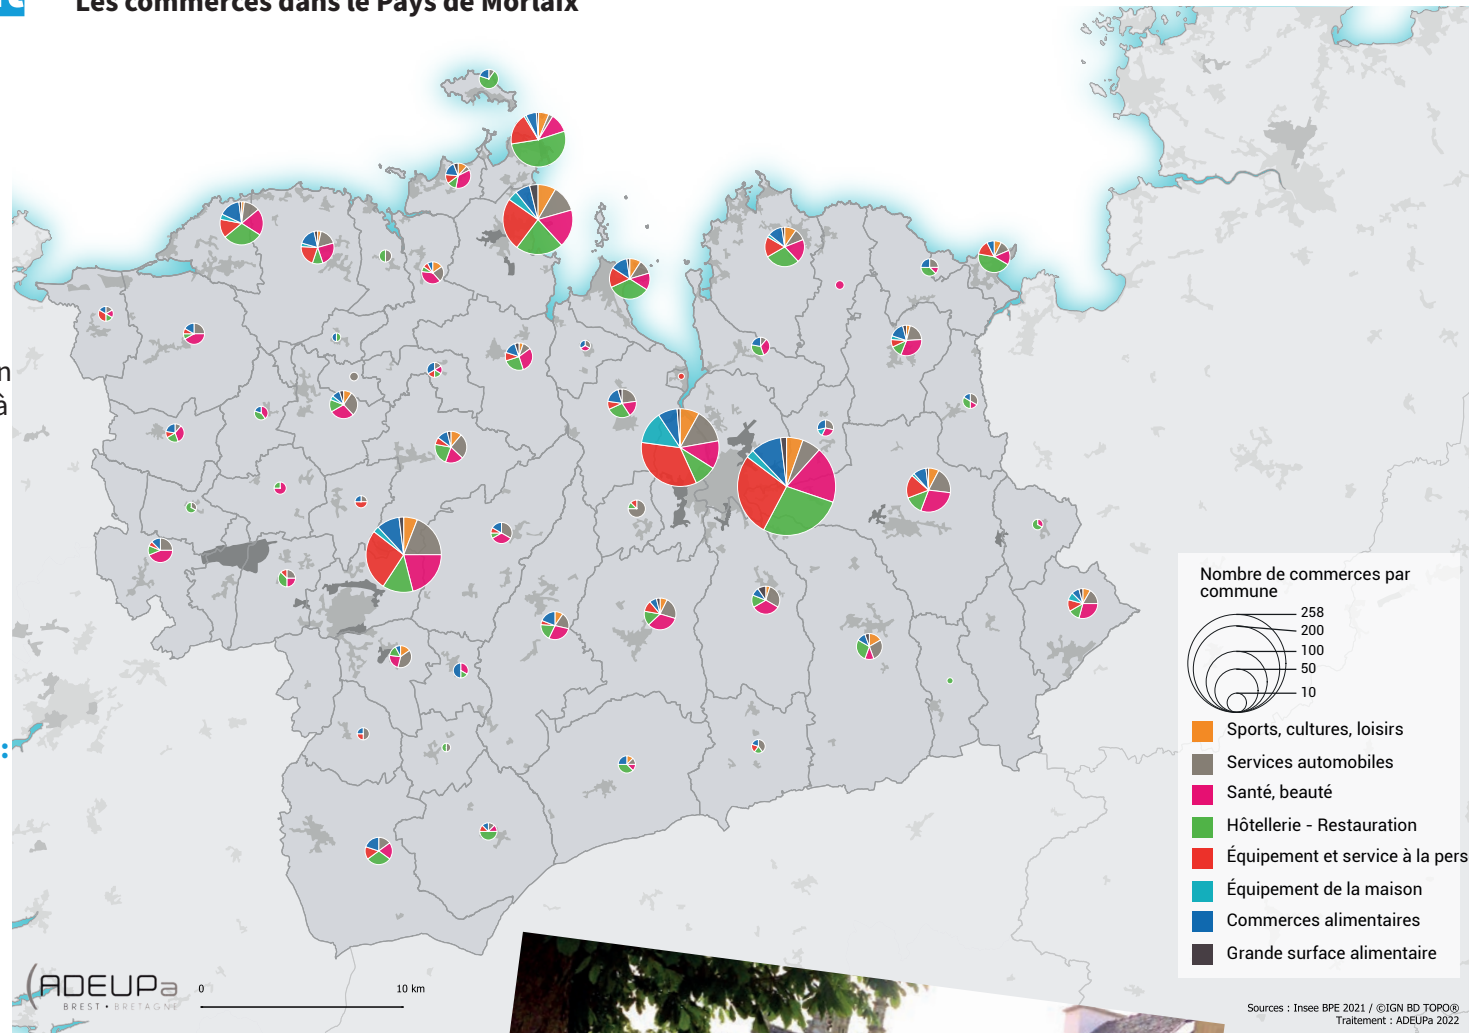 Les commerces dans le Pays de Morlaix
n
à
:
Nombre de commerces par
commune
258
200
100
50
10
Sports, cultures, loisirs
Services automobiles
Santé, beauté
Hôtellerie - Restauration
Équipement et service à la pers
Équipement de la maison
Commerces alimentaires
Grande surface alimentaire
ADEUPa
BREST • BRETAGNE
0
10 km
Sources : Insee BPE 2021 / ©IGN BD TOPO®
Traitement : ADEUPa 2022